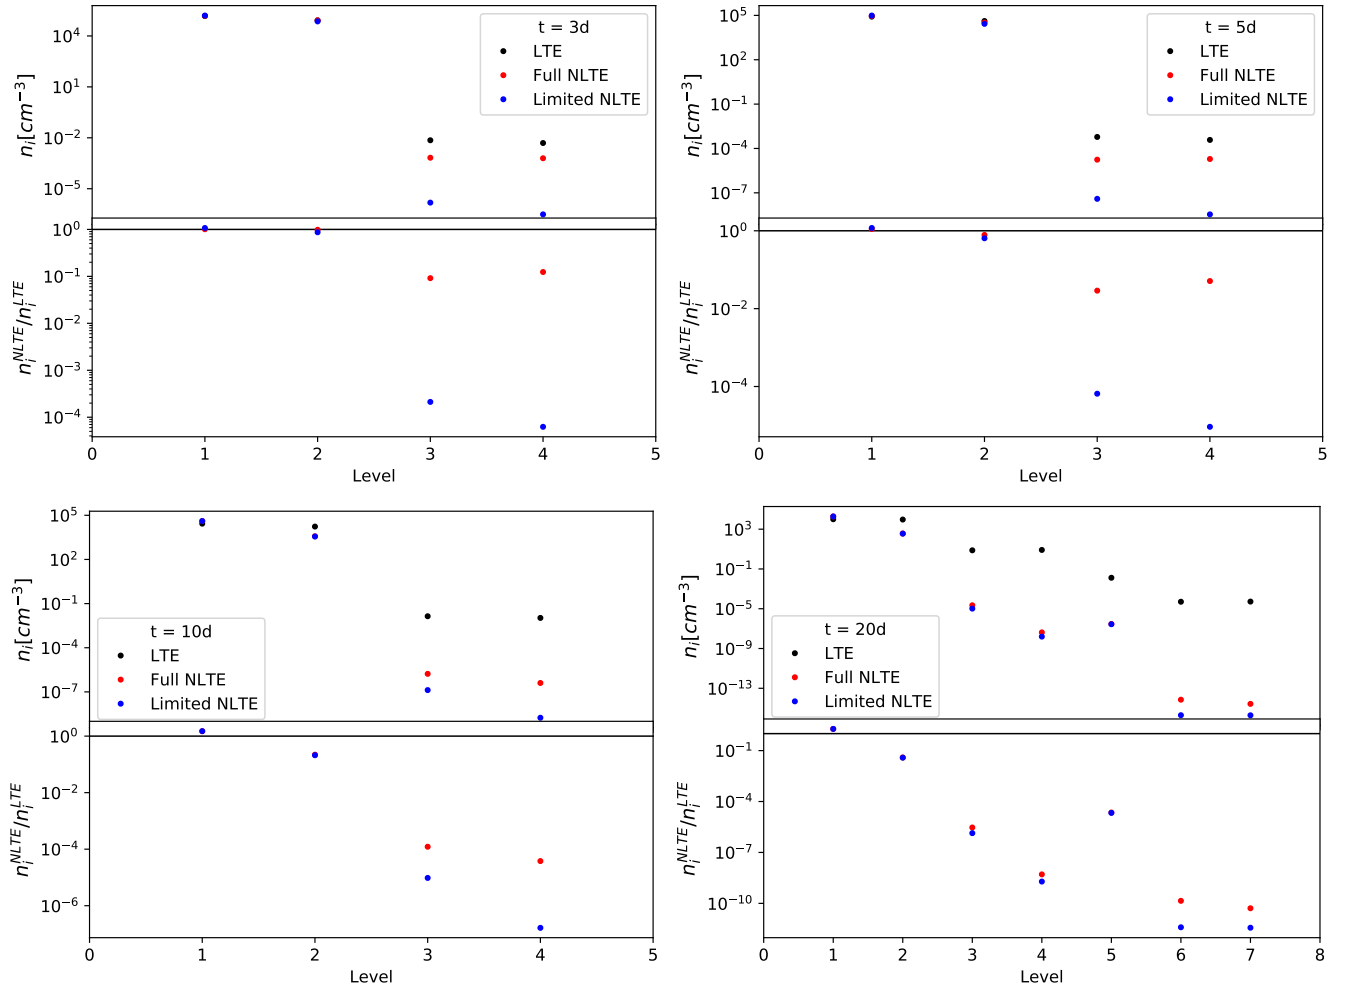 t = 3d
LTE
Full NLTE
Limited NLTE
10^4
10^1
10^−2
10^−5
n_i[cm^−3]
10^0
10^−1
10^−2
10^−3
10^−4
n_i^NLTE/n_i^LTE
0 1 2 3 4 5
Level
t = 5d
LTE
Full NLTE
Limited NLTE
10^5
10^2
10^−1
10^−4
10^−7
n_i[cm^−3]
10^0
10^−2
10^−4
n_i^NLTE/n_i^LTE
0 1 2 3 4 5
Level
10^5
10^2
10^−1
10^−4
10^−7
n_i[cm^−3]
t = 10d
LTE
Full NLTE
Limited NLTE
10^0
10^−2
10^−4
10^−6
n_i^NLTE/n_i^LTE
0 1 2 3 4 5
Level
10^3
10^−1
10^−5
10^−9
10^−13
n_i[cm^−3]
t = 20d
LTE
Full NLTE
Limited NLTE
10^−1
10^−4
10^−7
10^−10
n_i^NLTE/n_i^LTE
0 1 2 3 4 5 6 7 8
Level